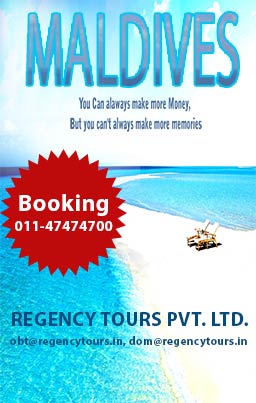 MALDIVES
You Can alaways make more Money,
But you can't always make more memories
Booking
011-47474700
REGENCY TOURS PVT. LTD.
obt@regencytours.in, dom@regencytours.in